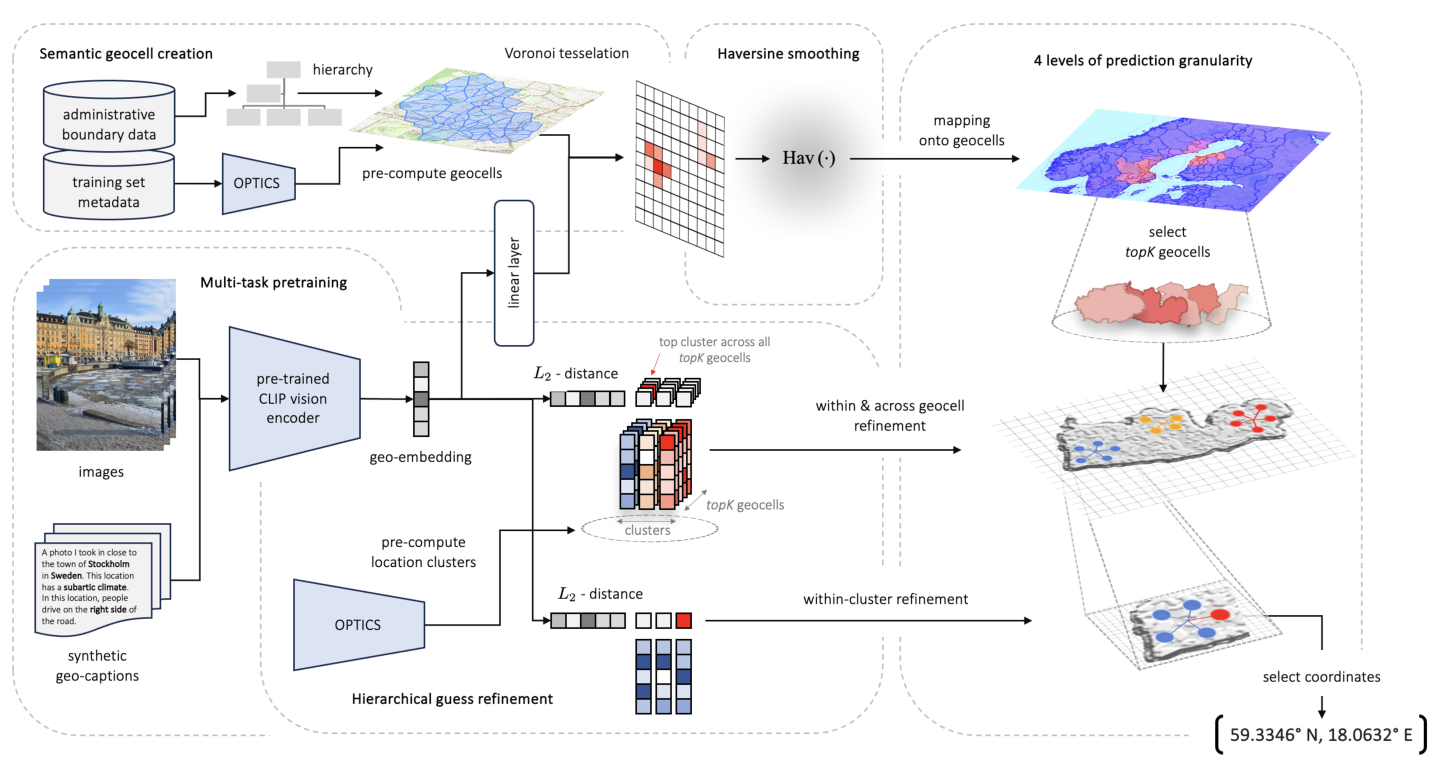 Semantic geocell creation
Voronoi tesselation
Haversine smoothing
4 levels of prediction granularity
hierarchy
administrative
boundary data
training set
metadata
OPTICS
pre-compute geocells
Hav (·)
mapping
onto geocells
select
topK geocells
linear layer
Multi-task pretraining
images
pre-trained
CLIP vision
encoder
geo-embedding
A photo I took in close to
the town of Stockholm
in Sweden. This location
has a subartic climate.
In this location, people
drive on the right side of
the road.
synthetic
geo-captions
top cluster across all
topK geocells
L2 - distance
within & across geocell
refinement
topK geocells
clusters
pre-compute
location clusters
OPTICS
L2 - distance
within-cluster refinement
Hierarchical guess refinement
select coordinates
[59.3346° N, 18.0632° E]